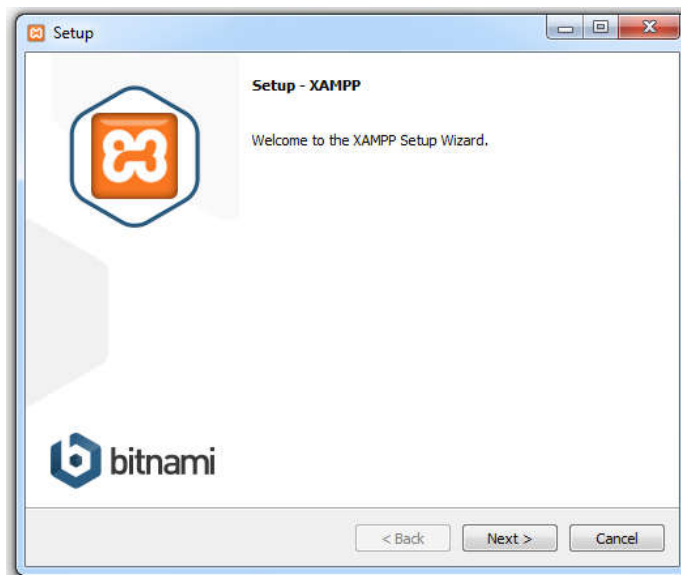 Setup
Setup - XAMPP
Welcome to the XAMPP Setup Wizard.
bitnami
< Back
Next >
Cancel